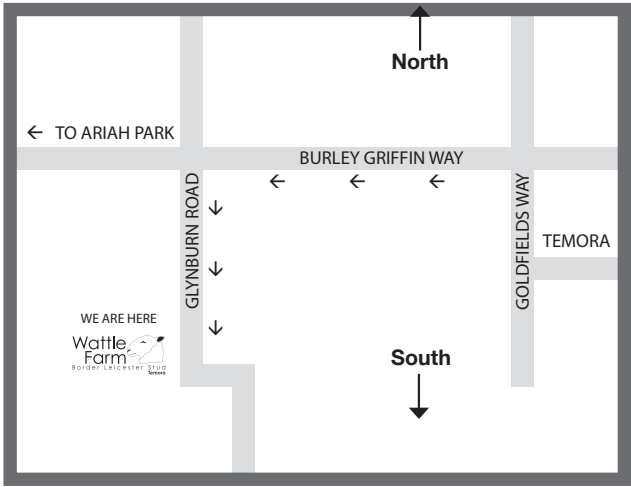 North
← TO ARIAH PARK
BURLEY GRIFFIN WAY
← ← ←
GLYNBURN ROAD
GOLDFIELDS WAY
TEMORA
WE ARE HERE
Wattle
Farm
Border Leicester Stud
Temora
South